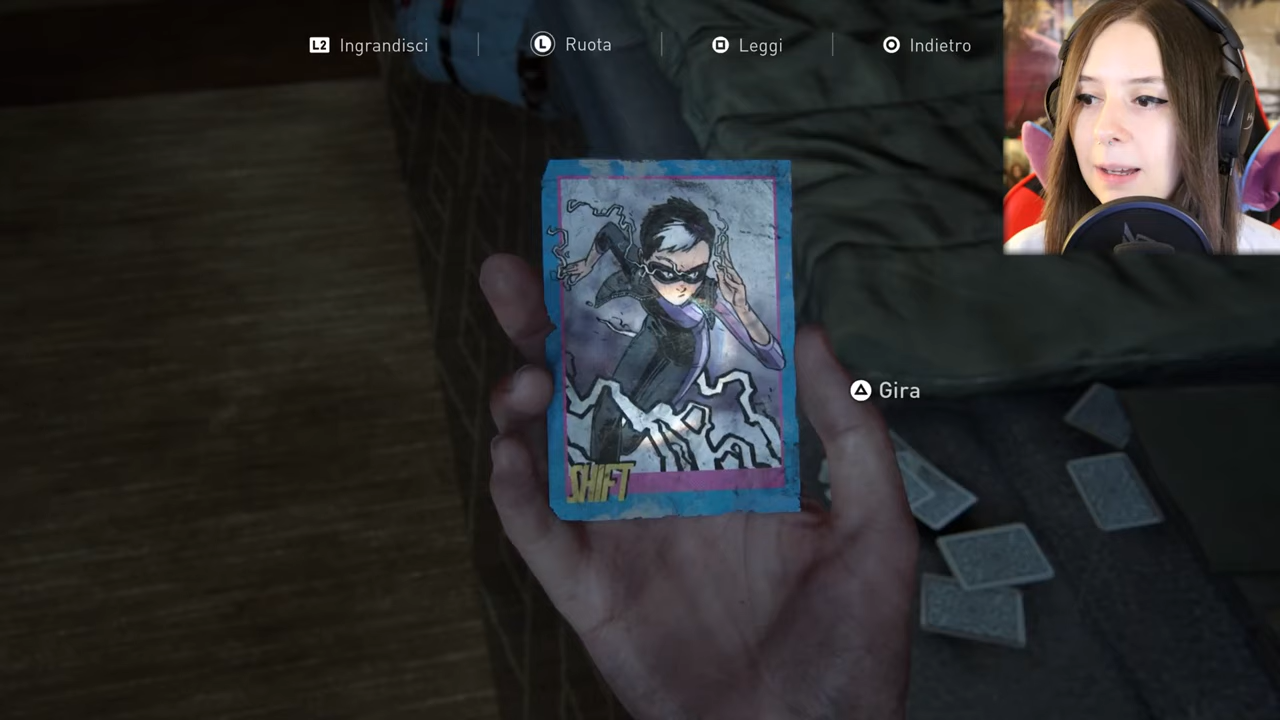 L2 Ingrandisci
L Ruota
Leggi
Indietro
Gira
SHIFT